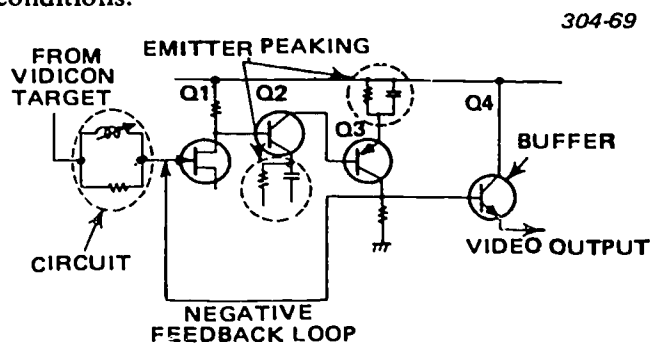 conditions.
304-69
EMITTER PEAKING
FROM
VIDICON
TARGET
Q1
Q2
Q3
Q4
BUFFER
CIRCUIT
VIDEO OUTPUT
NEGATIVE
FEEDBACK LOOP